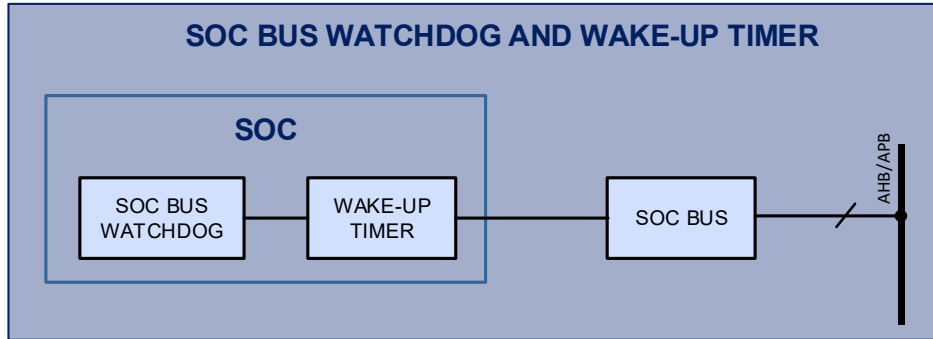 SOC BUS WATCHDOG AND WAKE-UP TIMER
SOC
SOC BUS
WATCHDOG
WAKE-UP
TIMER
SOC BUS
AHB/APB